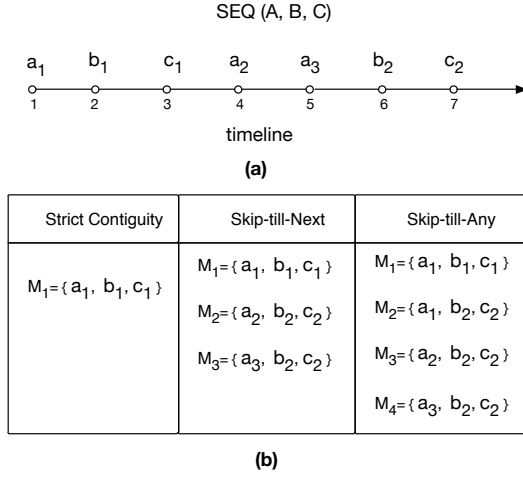 SEQ (A, B, C)
a1 b1 c1 a2 a3 b2 c2
1 2 3 4 5 6 7
timeline
(a)
Strict Contiguity Skip-till-Next Skip-till-Any
M1={ a1, b1, c1} M1={ a1, b1, c1} M1={ a1, b1, c1}
M2={ a2, b2, c2} M2={ a1, b2, c2}
M3={ a3, b2, c2} M3={ a2, b2, c2}
M4={ a3, b2, c2}
(b)